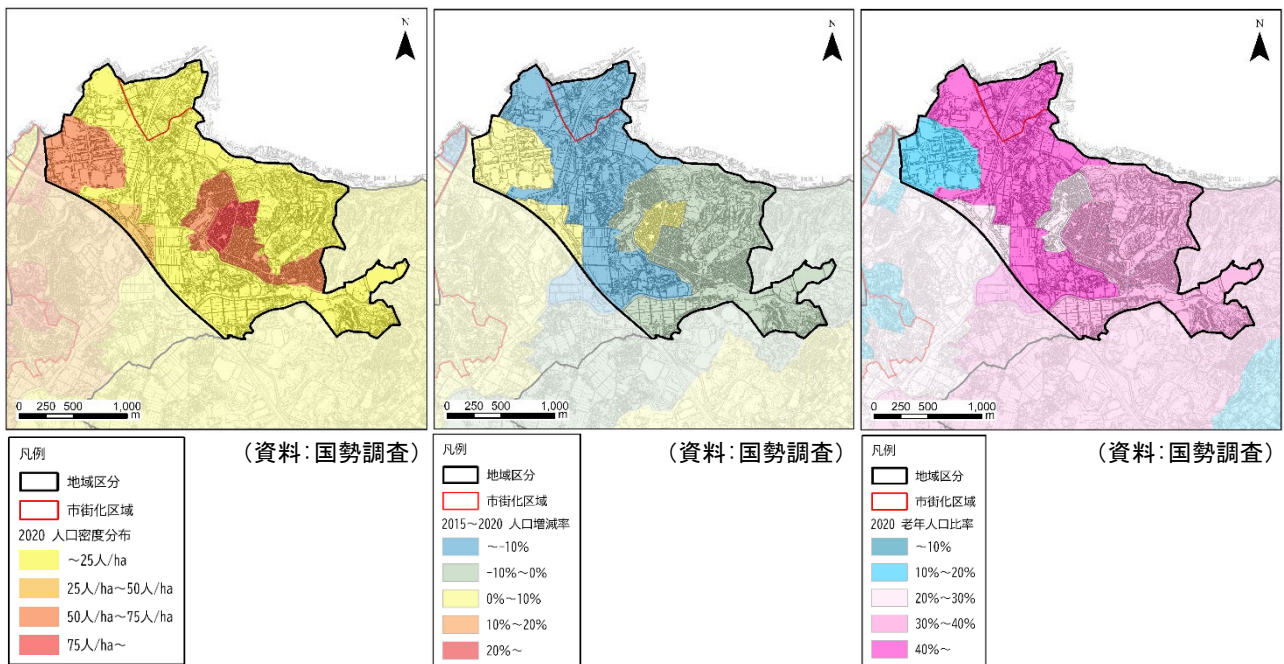 N
0 250 500 1,000
m
(資料:国勢調査)
凡例
地域区分
市街化区域
2020 人口密度分布
～25人/ha
25人/ha～50人/ha
50人/ha～75人/ha
75人/ha～
N
0 250 500 1,000
m
(資料:国勢調査)
凡例
地域区分
市街化区域
2015～2020 人口増減率
～-10%
-10%～0%
0%～10%
10%～20%
20%～
N
0 250 500 1,000
m
(資料:国勢調査)
凡例
地域区分
市街化区域
2020 老年人口比率
～10%
10%～20%
20%～30%
30%～40%
40%～